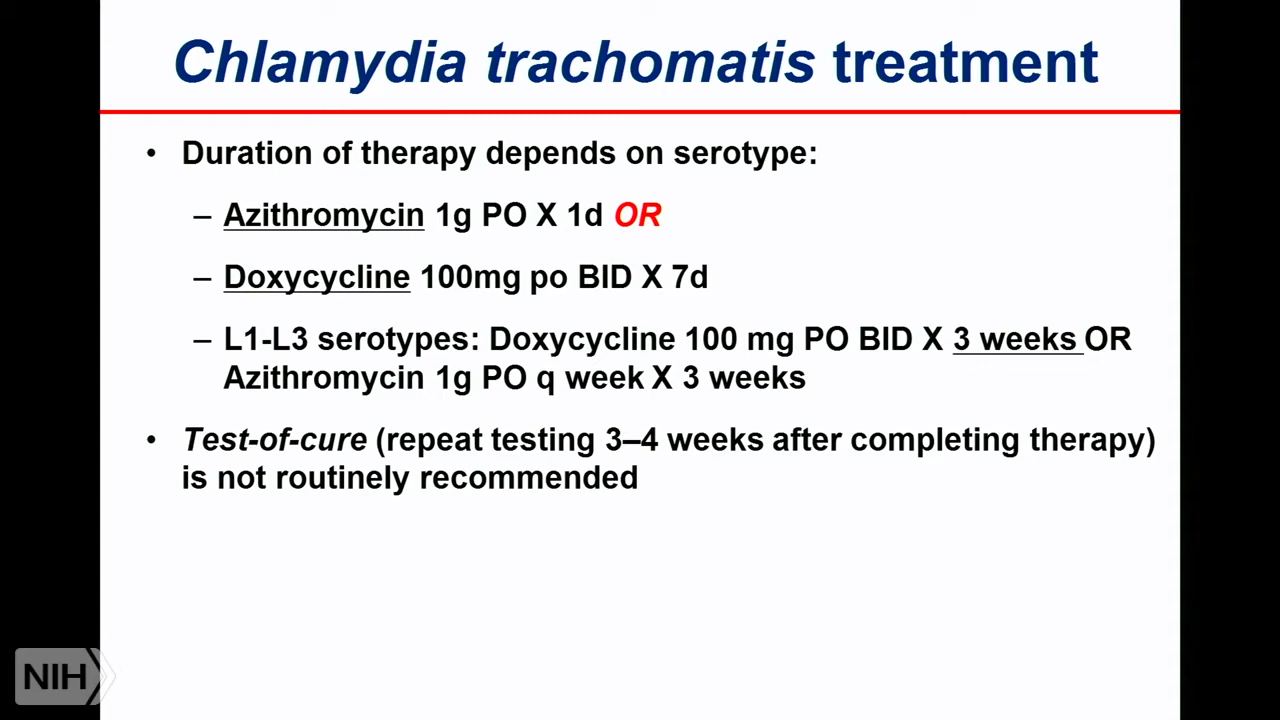 Chlamydia trachomatis treatment
• Duration of therapy depends on serotype:
– Azithromycin 1g PO X 1d OR
– Doxycycline 100mg po BID X 7d
– L1-L3 serotypes: Doxycycline 100 mg PO BID X 3 weeks OR
Azithromycin 1g PO q week X 3 weeks
• Test-of-cure (repeat testing 3–4 weeks after completing therapy)
is not routinely recommended
NIH